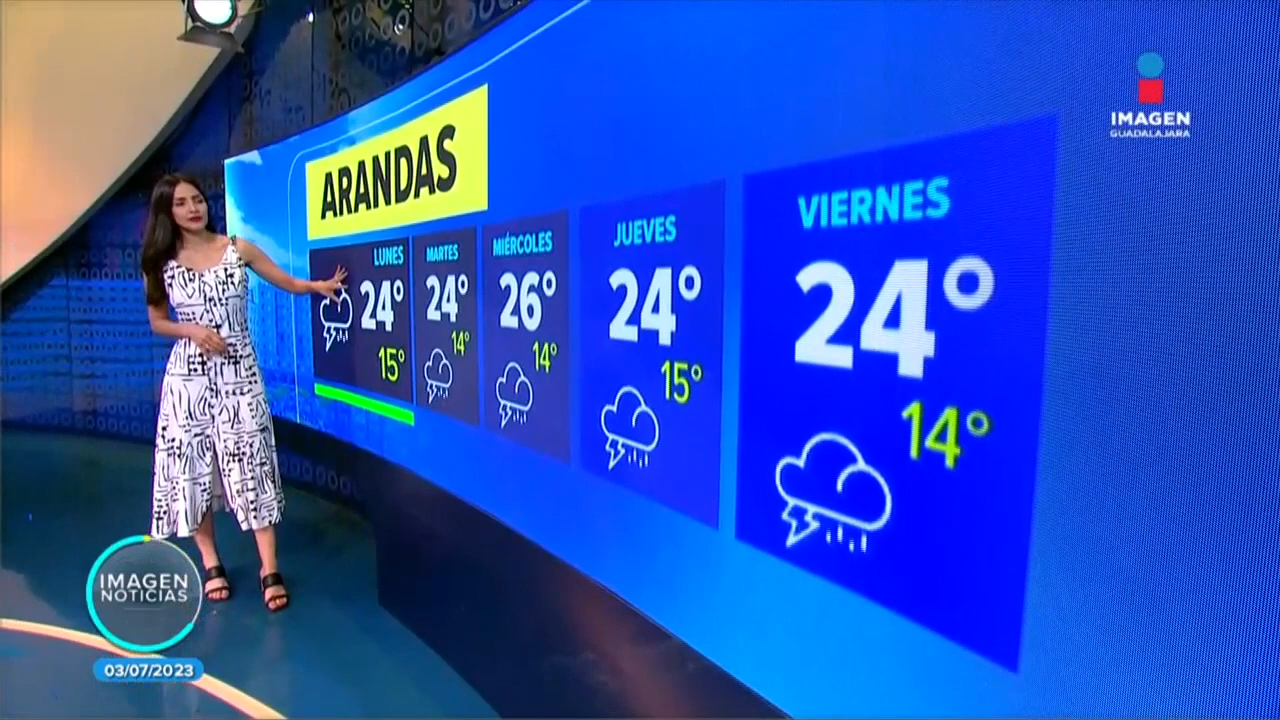 IMAGEN
GUADALAJARA
ARANDAS
LUNES
24°
15°
MARTES
24°
14°
MIÉRCOLES
26°
14°
JUEVES
24°
15°
VIERNES
24°
14°
IMAGEN
NOTICIAS
03/07/2023